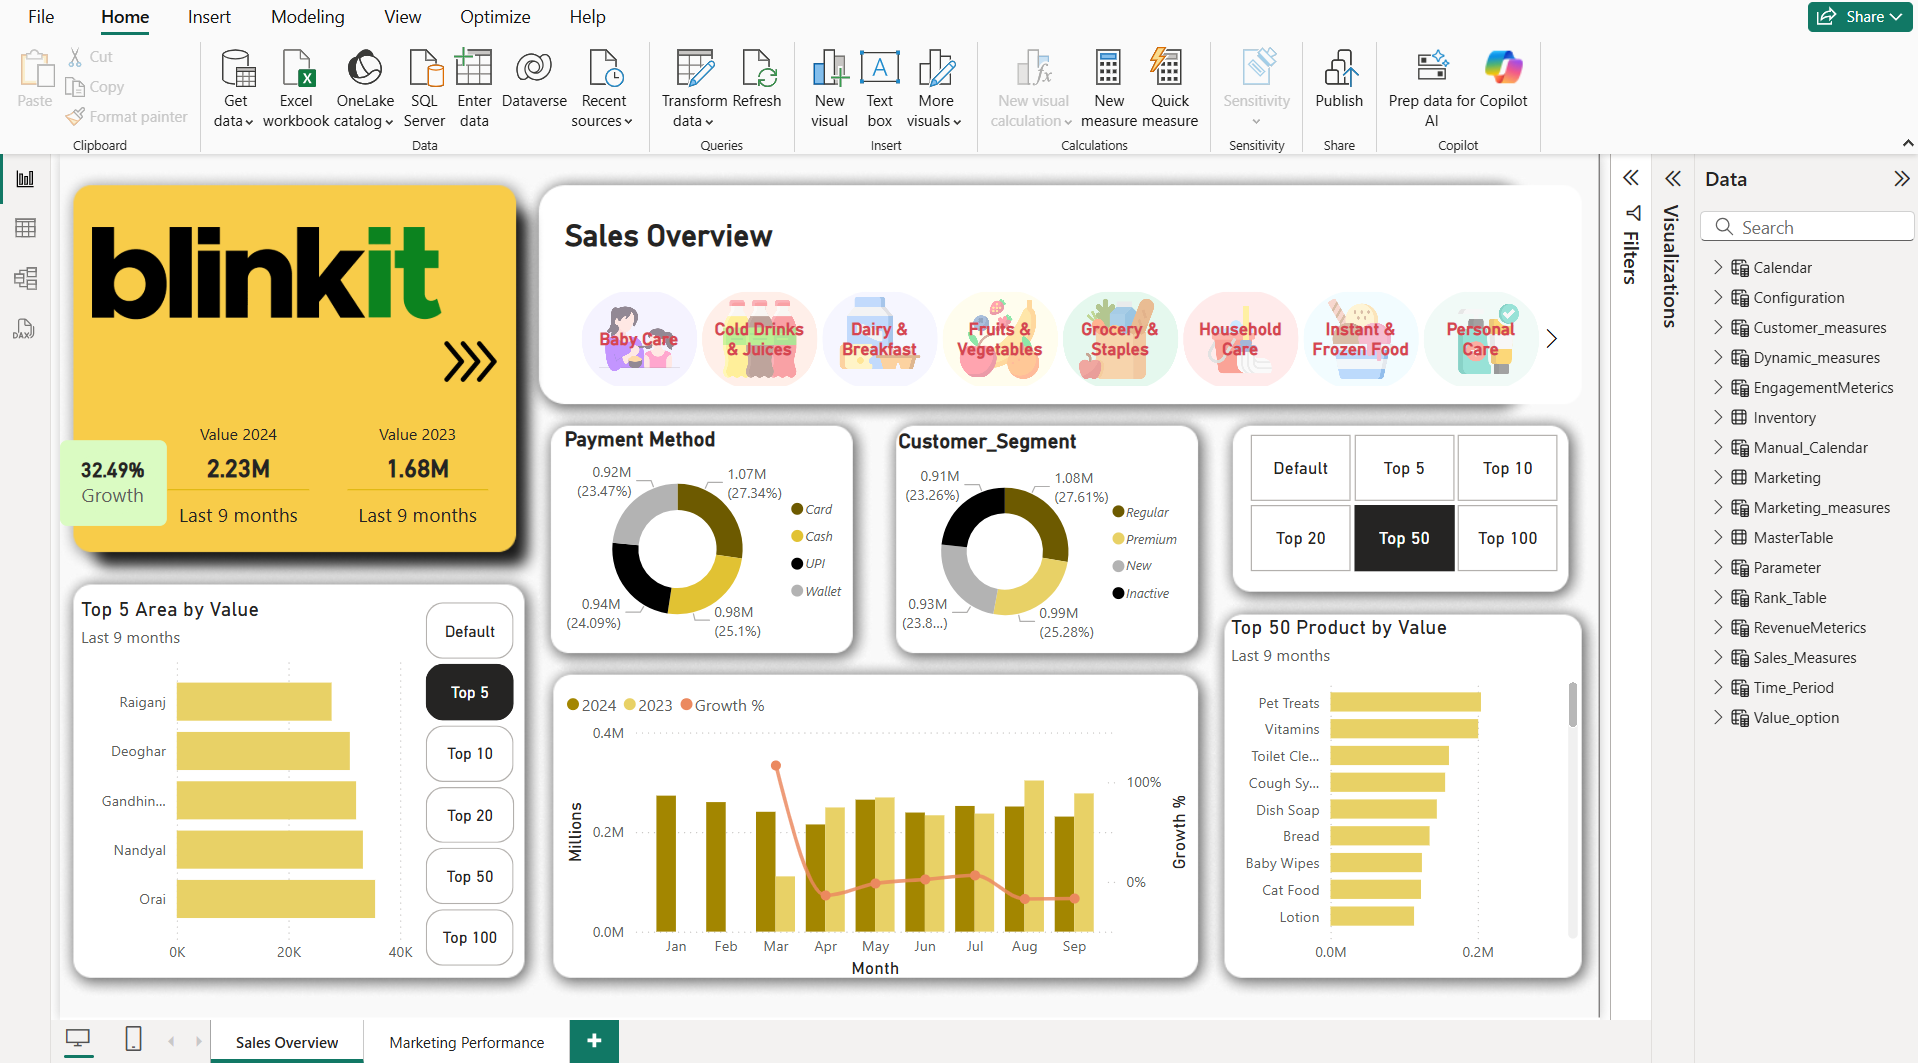 File
Home
Insert
Modeling
View
Optimize
Help
Share
Paste
Cut
Copy
Format painter
Clipboard
Get
data
Excel
workbook
OneLake
catalog
SQL
Server
Enter
data
Dataverse
Recent
sources
Data
Transform
data
Refresh
Queries
New
visual
A
Text
box
More
visuals
Insert
New visual
calculation
New
measure
Quick
measure
Calculations
Sensitivity
Sensitivity
Publish
Share
Prep data for
AI
Copilot
Copilot
DAX
blinkit
Value 2024
2.23M
Last 9 months
Value 2023
1.68M
Last 9 months
32.49%
Growth
Sales Overview
Baby Care
Cold Drinks
& Juices
Dairy &
Breakfast
Fruits &
Vegetables
Grocery &
Staples
Household
Care
Instant &
Frozen Food
Personal
Care
Payment Method
0.92M
(23.47%)
1.07M
(27.34%)
0.94M
(24.09%)
0.98M
(25.1%)
Card
Cash
UPI
Wallet
Customer_Segment
0.91M
(23.26%)
1.08M
(27.61%)
0.93M
(23.8...)
0.99M
(25.28%)
Regular
Premium
New
Inactive
Default
Top 5
Top 10
Top 20
Top 50
Top 100
Top 5 Area by Value
Last 9 months
Raiganj
Deoghar
Gandhin...
Nandyal
Orai
0K
20K
40K
Default
Top 5
Top 10
Top 20
Top 50
Top 100
2024
2023
Growth %
Millions
0.4M
0.2M
0.0M
100%
0%
Growth %
Jan
Feb
Mar
Apr
May
Jun
Jul
Aug
Sep
Month
Top 50 Product by Value
Last 9 months
Pet Treats
Vitamins
Toilet Cle...
Cough Sy...
Dish Soap
Bread
Baby Wipes
Cat Food
Lotion
0.0M
0.2M
Filters
Visualizations
Data
Search
Calendar
Configuration
Customer_measures
Dynamic_measures
EngagementMeterics
Inventory
Manual_Calendar
Marketing
Marketing_measures
MasterTable
Parameter
Rank_Table
RevenueMeterics
Sales_Measures
Time_Period
Value_option
Sales Overview
Marketing Performance